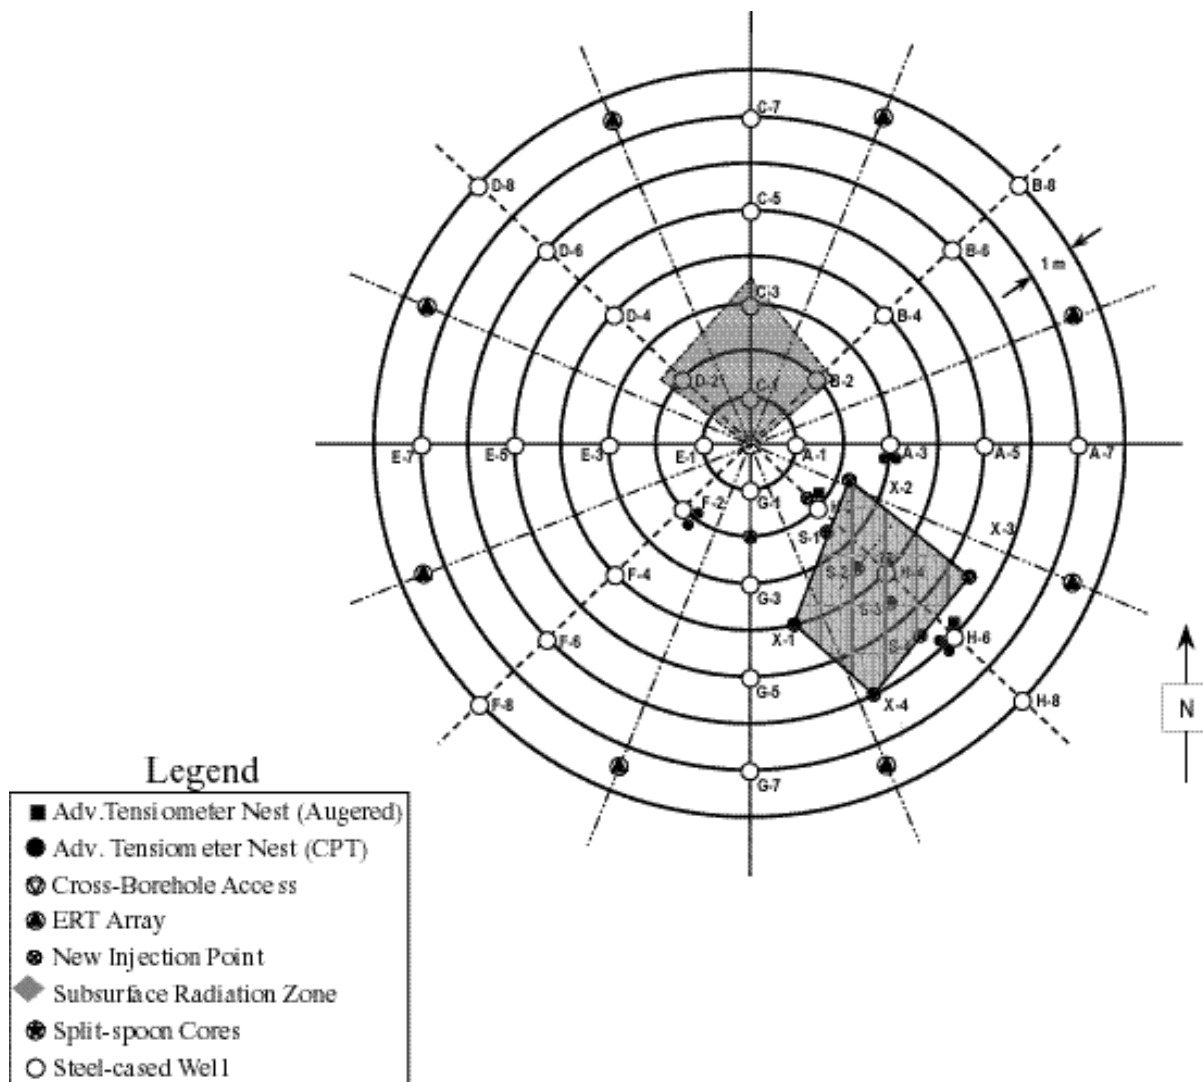 C-7
D-8
B-8
C-5
D-6
B-6
1 m
C-3
D-4
B-4
D-2
C-1
B-2
E-7
E-5
E-3
E-1
A-1
A-3
A-5
A-7
F-2
G-1
X-2
X-3
S-1
S-2
H-4
F-4
G-3
S-3
X-1
F-6
H-6
G-5
F-8
X-4
H-8
N
G-7
Legend
Adv.Tensiometer Nest (Augered)
Adv. Tensiometer Nest (CPT)
Cross-Borehole Access
ERT Array
New Injection Point
Subsurface Radiation Zone
Split-spoon Cores
Steel-cased Well